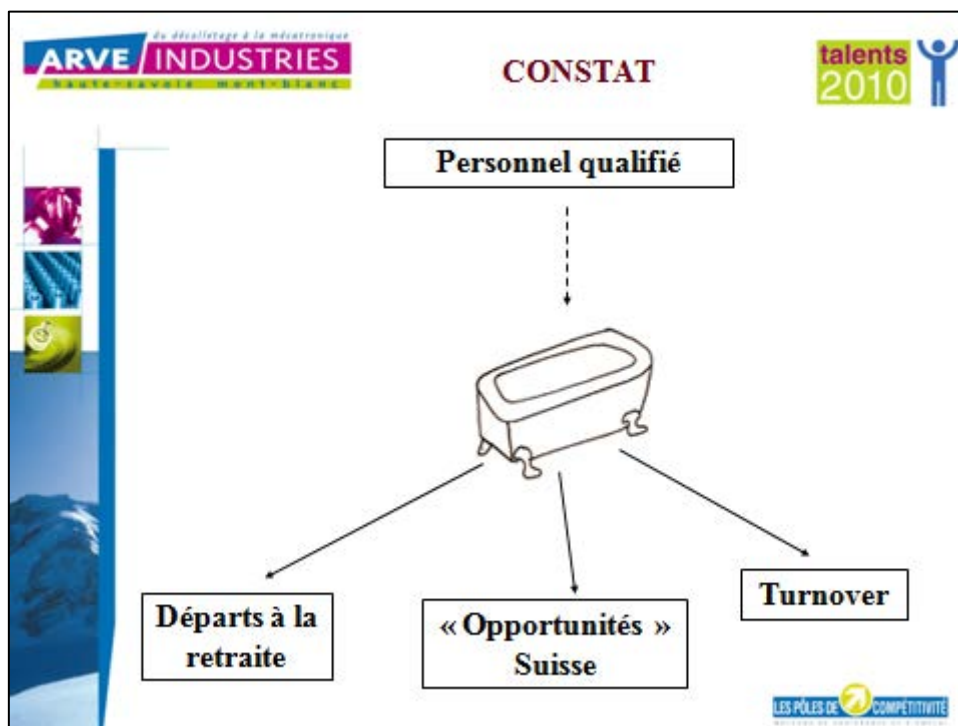 du décolletage à la mécatronique
ARVE INDUSTRIES
haute-savoie mont-blanc
CONSTAT
talents
2010
Personnel qualifié
Départs à la
retraite
« Opportunités »
Suisse
Turnover
LES PÔLES DE COMPÉTITIVITÉ